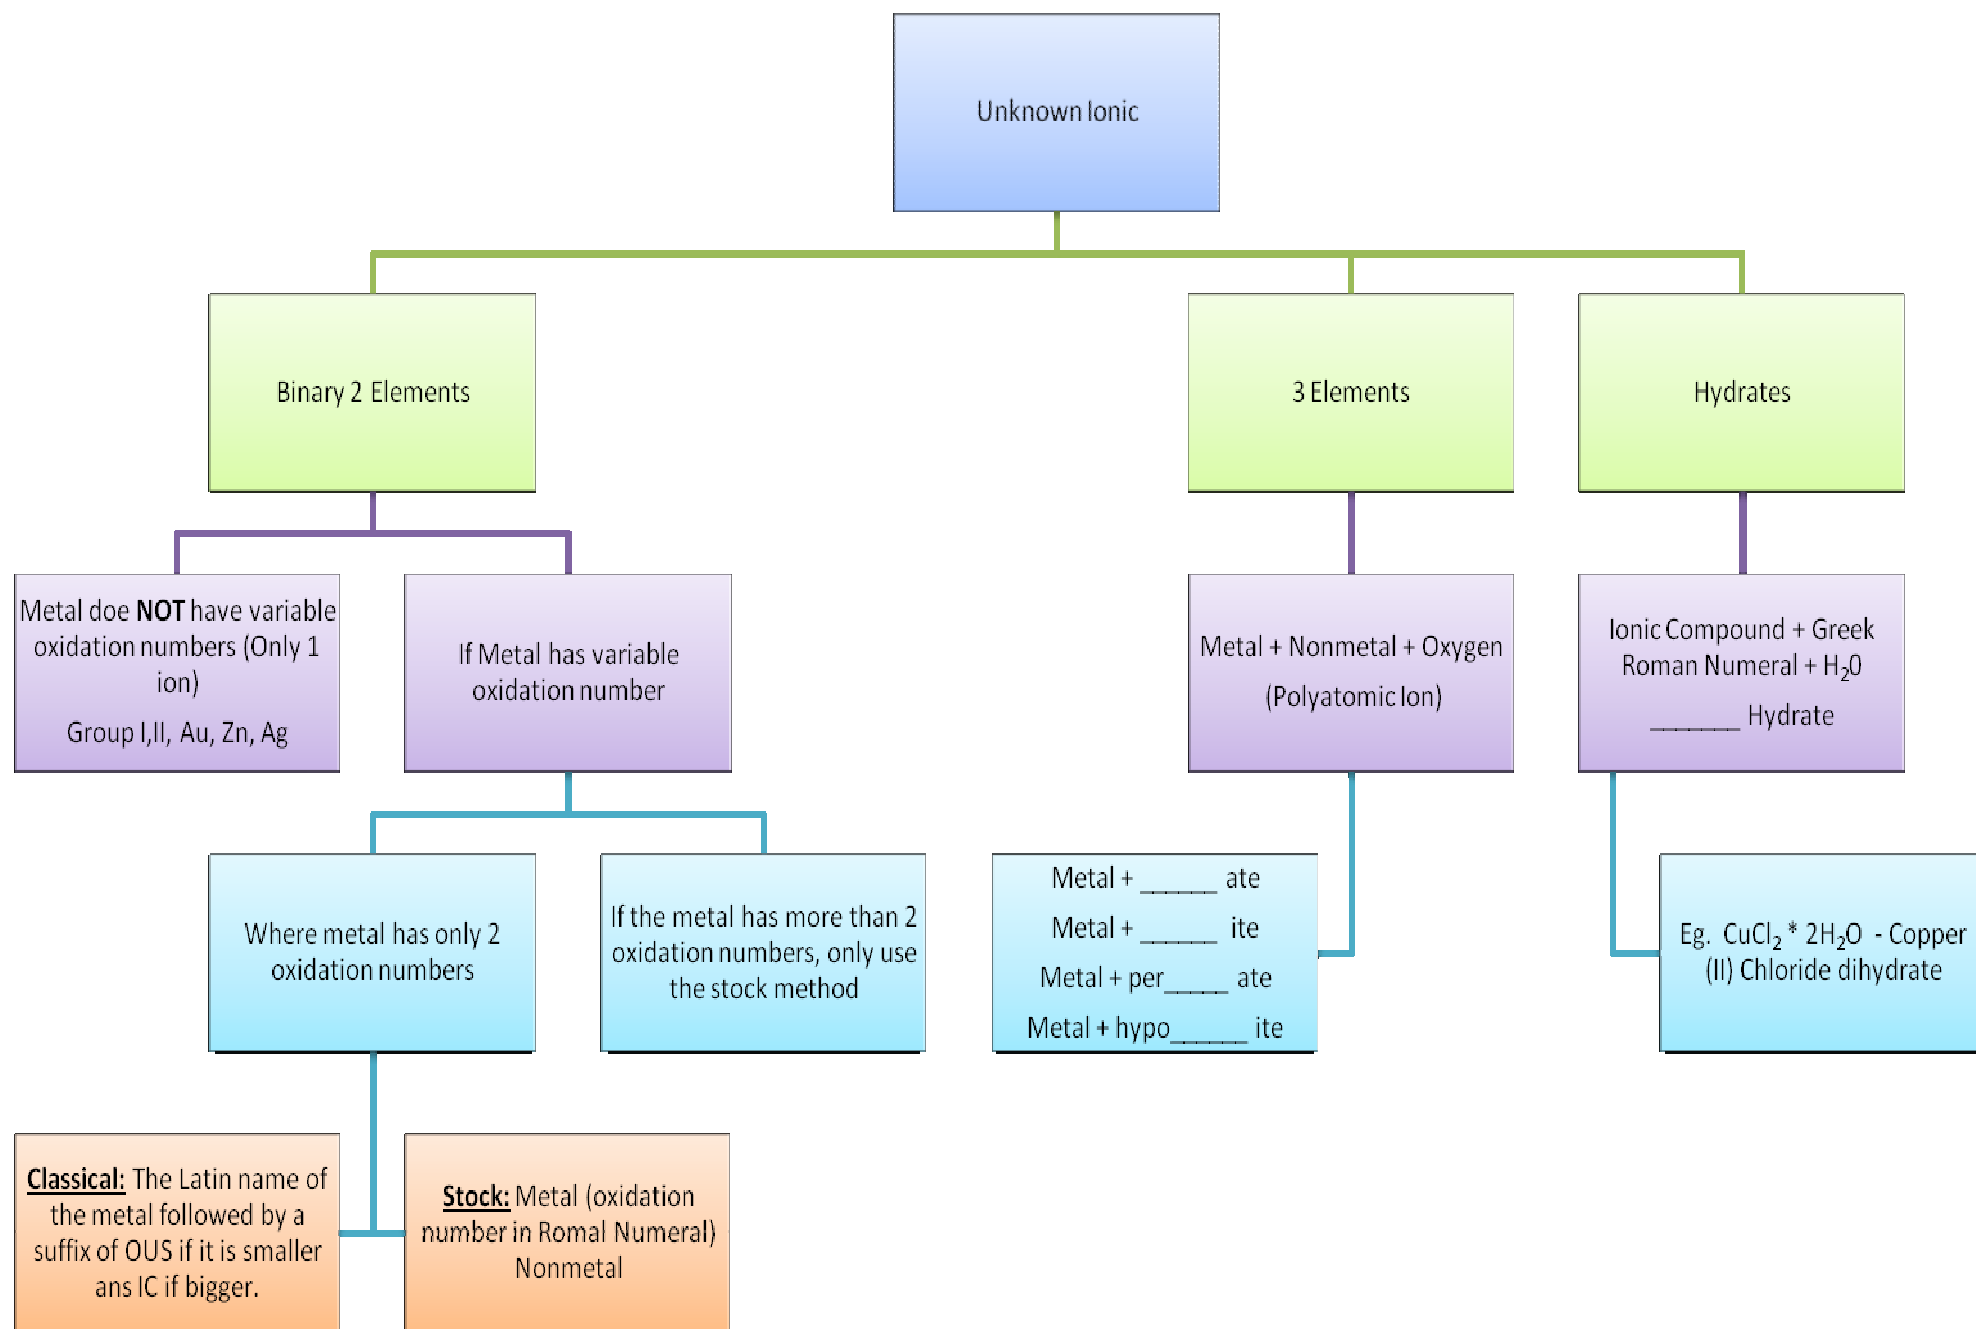 Unknown Ionic
Binary 2 Elements
3 Elements
Hydrates
Metal doe NOT have variable
oxidation numbers (Only 1
ion)
Group I,II, Au, Zn, Ag
If Metal has variable
oxidation number
Metal + Nonmetal + Oxygen
(Polyatomic Ion)
Ionic Compound + Greek
Roman Numeral + H₂0
_______ Hydrate
Where metal has only 2
oxidation numbers
If the metal has more than 2
oxidation numbers, only use
the stock method
Metal + ______ ate
Metal + ______ ite
Metal + per_____ ate
Metal + hypo______ ite
Eg. CuCl₂ * 2H₂O - Copper
(II) Chloride dihydrate
Classical: The Latin name of
the metal followed by a
suffix of OUS if it is smaller
ans IC if bigger.
Stock: Metal (oxidation
number in Romal Numeral)
Nonmetal